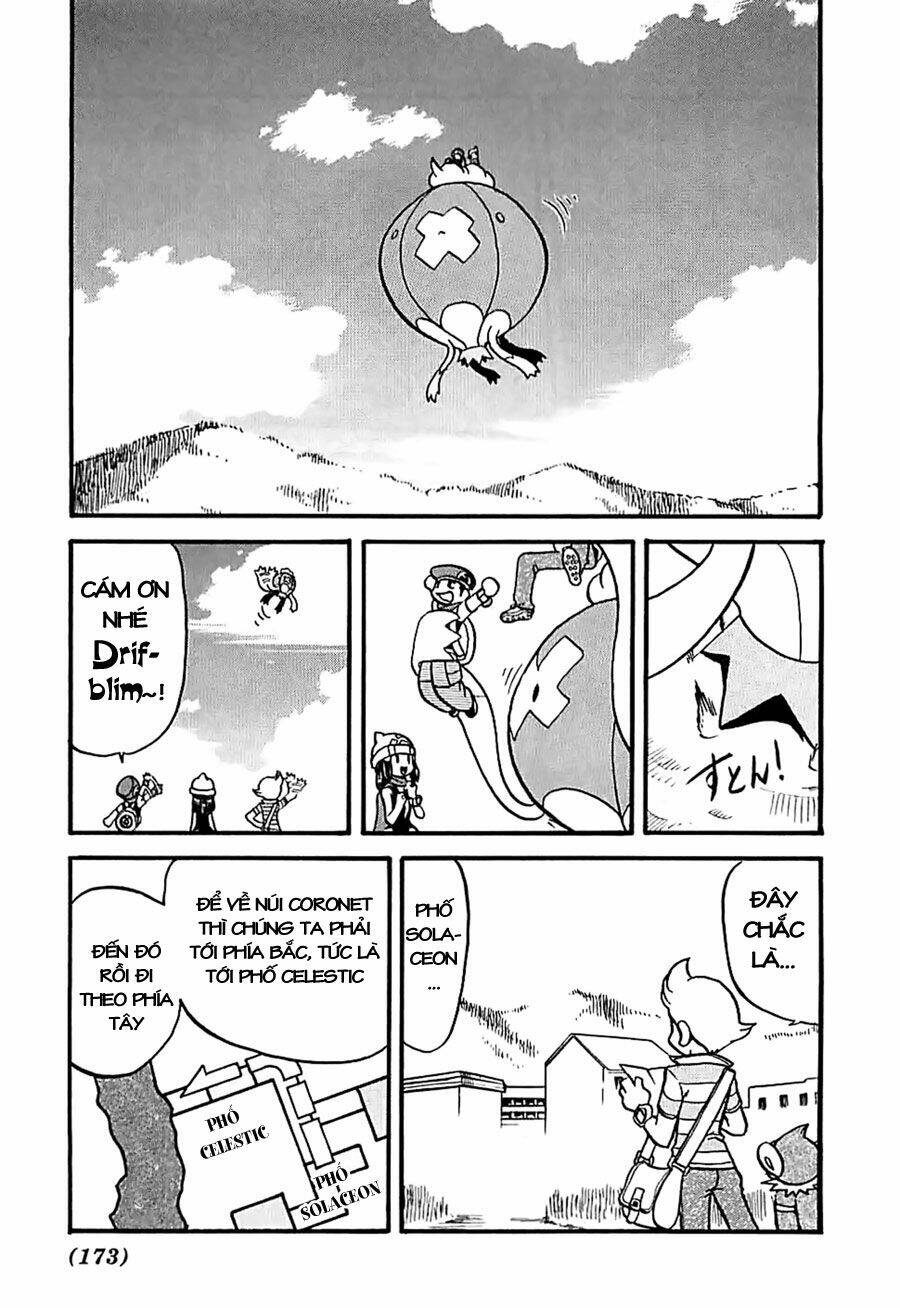 すとん!
CÁM ƠN
NHÉ
Drif-
blim~!
ĐÂY
CHẮC
LÀ...
PHỐ
SOLA-
CEON
...
ĐỂ VỀ NÚI CORONET
THÌ CHÚNG TA PHẢI
TỚI PHÍA BẮC, TỨC LÀ
TỚI PHỐ CELESTIC
ĐẾN ĐÓ
RỒI ĐI
THEO PHÍA
TÂY
PHỐ
CELESTIC
PHỐ
SOLACEON
(173)